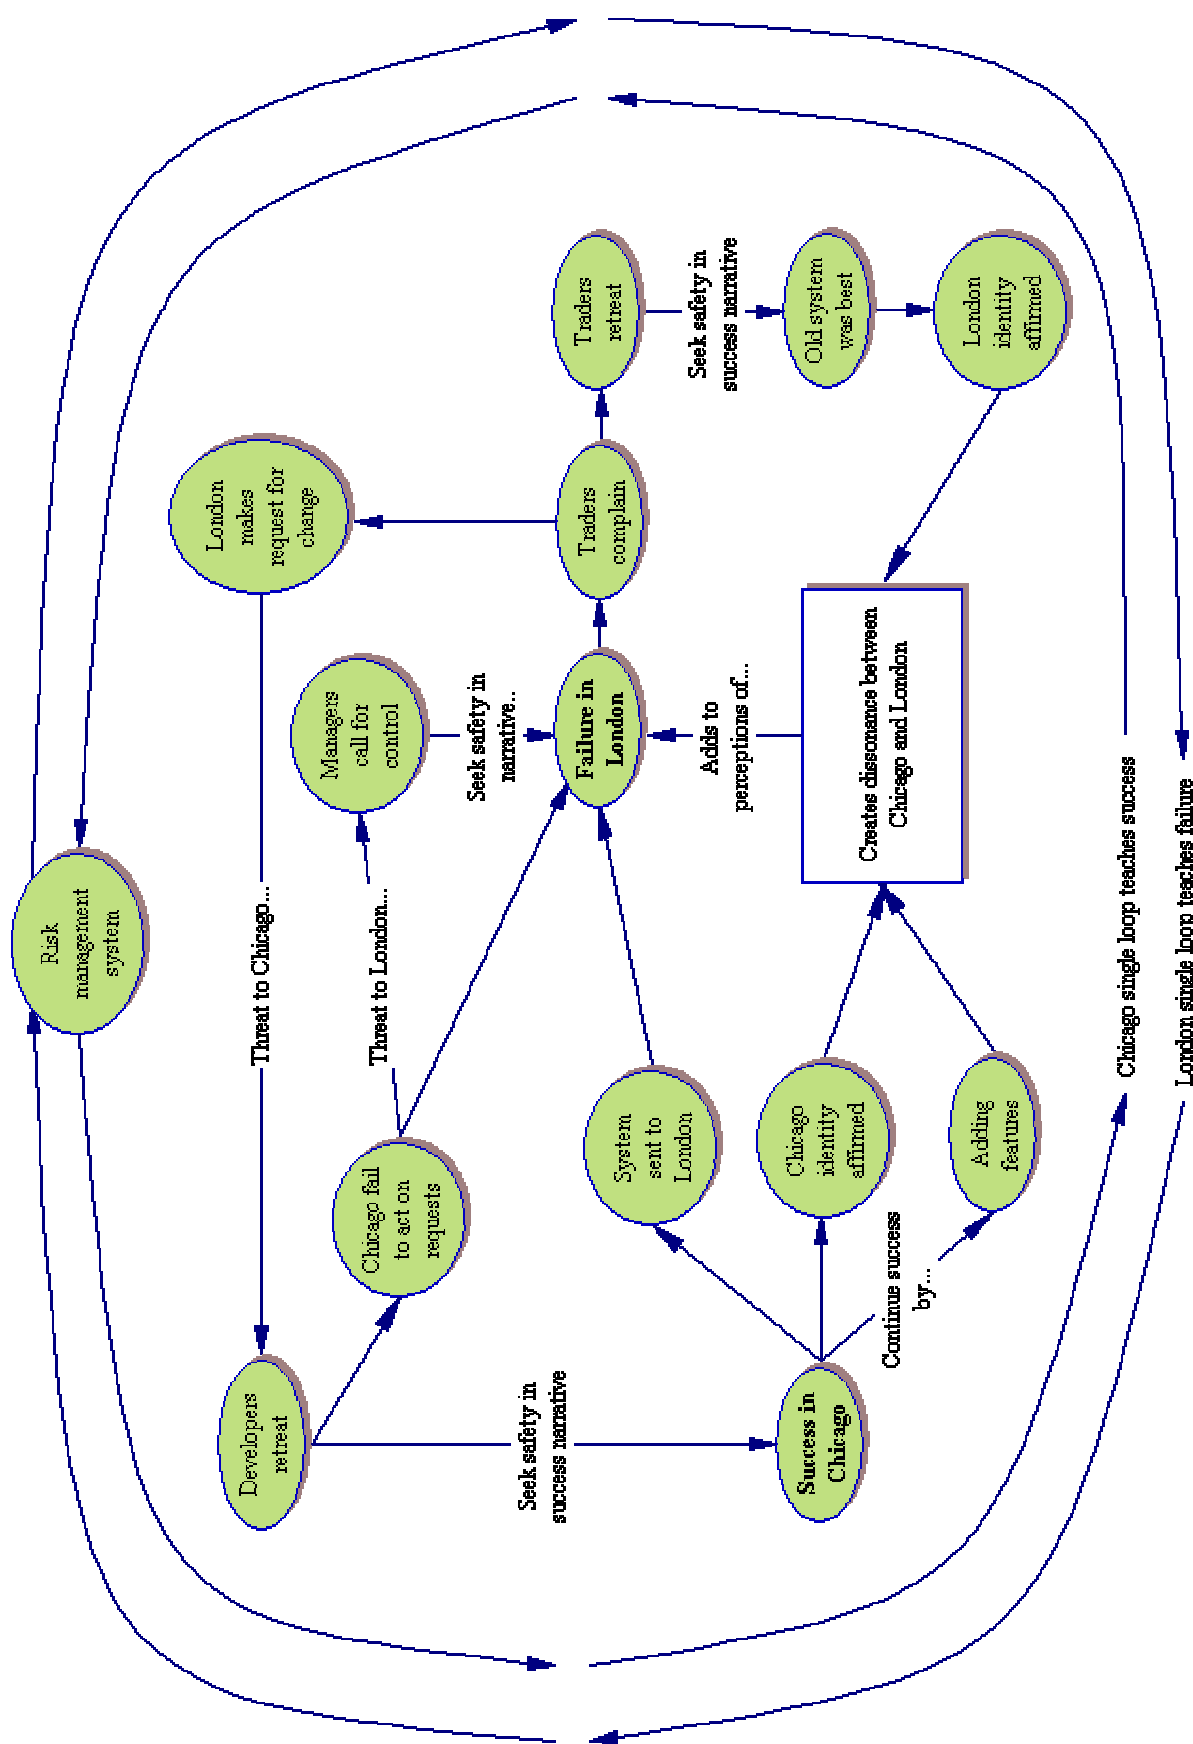 Risk
management
system
Developers
retreat
Threat to Chicago...
London
makes
request for
change
Chicago fail
to act on
requests
Threat to London...
Managers
call for
control
Seek safety in
success narrative
Seek safety in
narrative..
System
sent to
London
Failure in
London
Traders
complain
Traders
retreat
Seek safety in
success narrative
Success in
Chicago
Chicago
identity
affirmed
Adds to
perceptions of...
Old system
was best
Continue success
by...
Adding
features
Creates dissonance between
Chicago and London
London
identity
affirmed
Chicago single loop teaches success
London single loop teaches failure